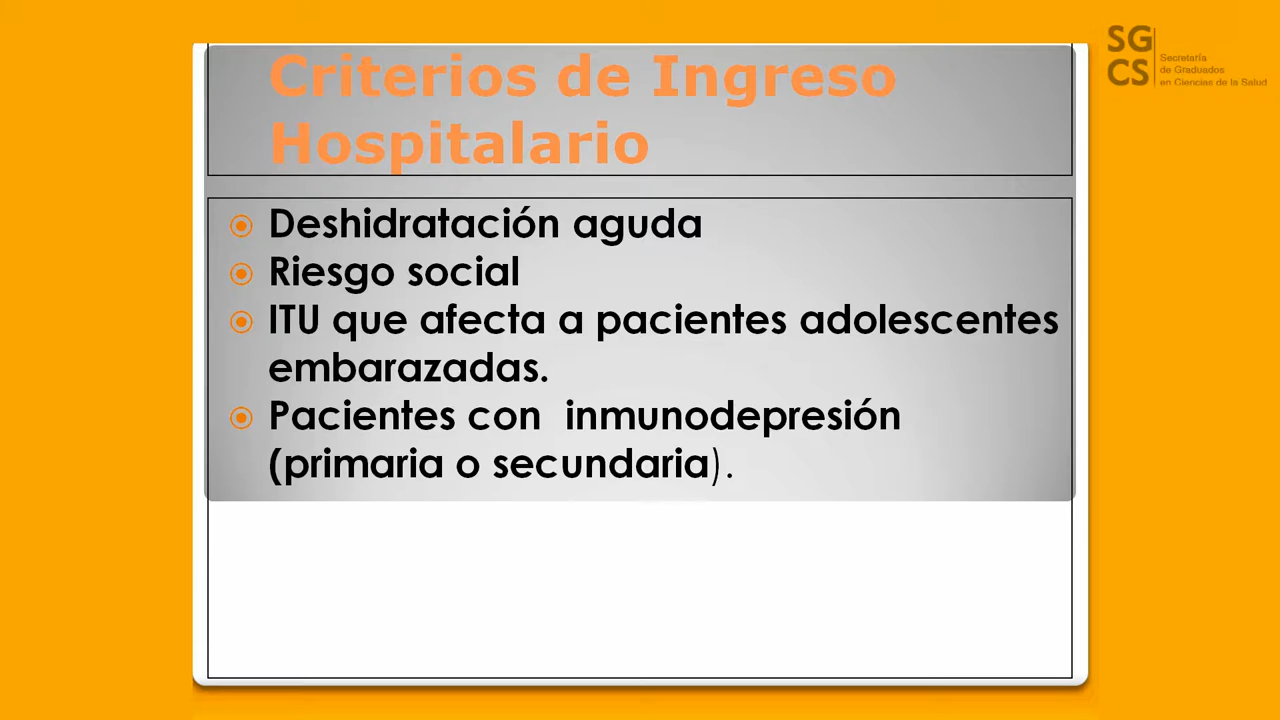 SG
CS
Secretaría
de Graduados
en Ciencias de la Salud
Criterios de Ingreso
Hospitalario
Deshidratación aguda
Riesgo social
ITU que afecta a pacientes adolescentes
embarazadas.
Pacientes con  inmunodepresión
(primaria o secundaria).